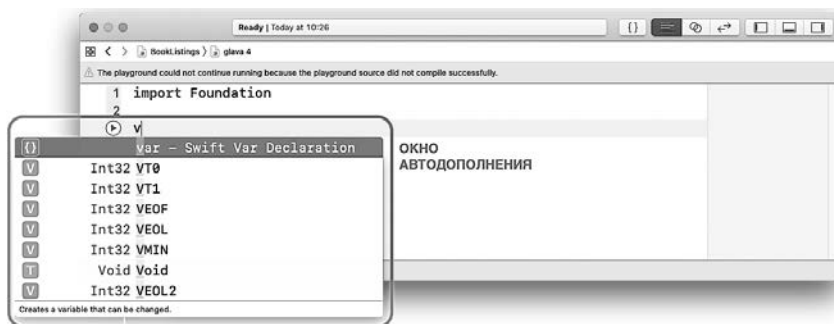 Ready | Today at 10:26
{}
BookListings 〉 glava 4
The playground could not continue running because the playground source did not compile successfully.
1 import Foundation
2
v
{} var – Swift Var Declaration
V Int32 VT0
V Int32 VT1
V Int32 VEOF
V Int32 VEOL
V Int32 VMIN
T Void Void
V Int32 VEOL2
Creates a variable that can be changed.
ОКНО
АВТОДОПОЛНЕНИЯ